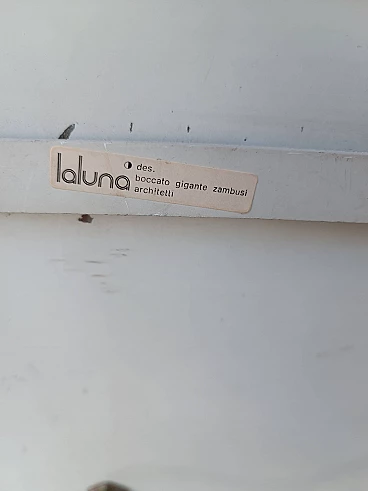 laluna
des.
boccato gigante zambusi
architetti